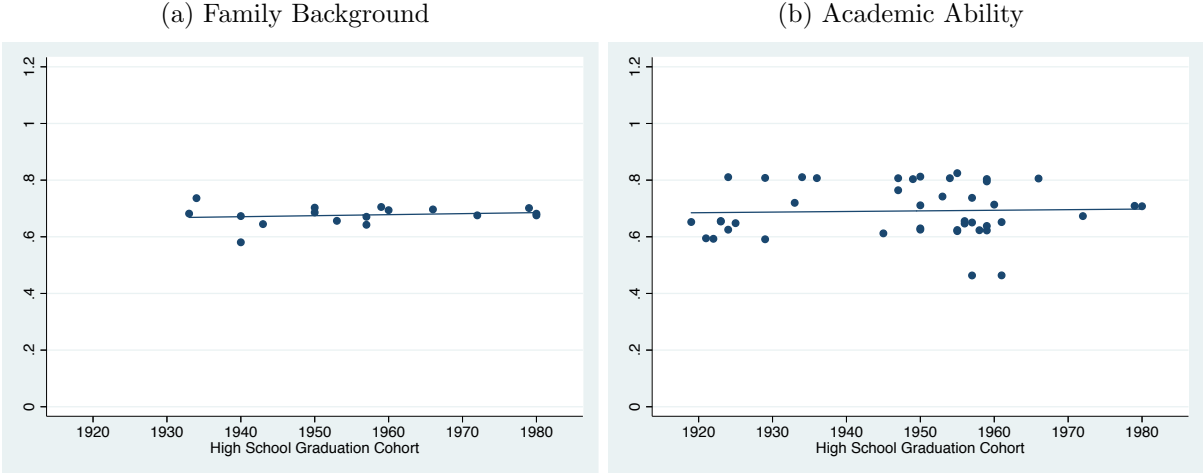 (a) Family Background
(b) Academic Ability
1.2
1
.8
.6
.4
.2
0
1920 1930 1940 1950 1960 1970 1980
High School Graduation Cohort
1.2
1
.8
.6
.4
.2
0
1920 1930 1940 1950 1960 1970 1980
High School Graduation Cohort